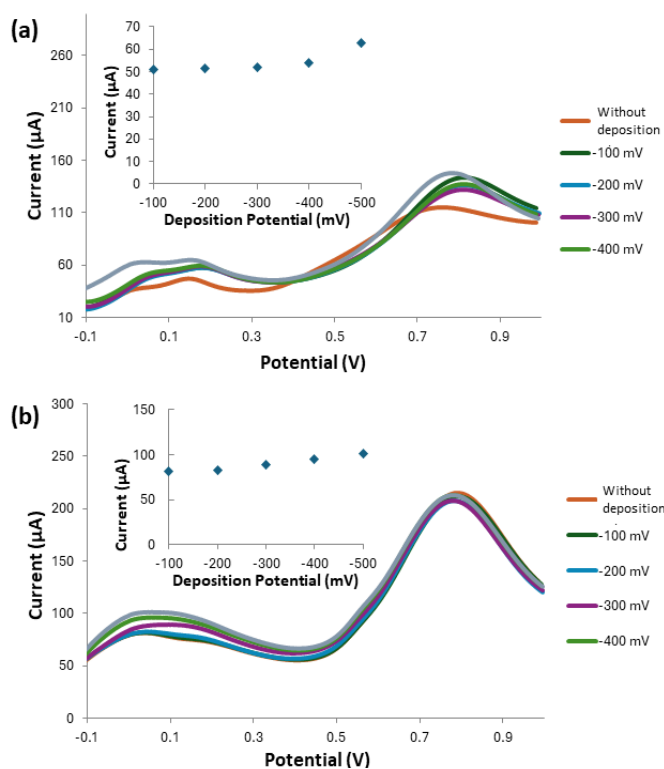 (a)
Current (µA)
260
210
160
110
60
10
-0.1
0.1
0.3
0.5
0.7
0.9
Potential (V)
Current (µA)
70
60
50
40
30
20
10
0
-100
-200
-300
-400
-500
Deposition Potential (mV)
Without
deposition
-100 mV
-200 mV
-300 mV
-400 mV
(b)
Current (µA)
300
250
200
150
100
50
0
-0.1
0.1
0.3
0.5
0.7
0.9
Potential (V)
Current (µA)
150
100
50
0
-100
-200
-300
-400
-500
Deposition Potential (mV)
Without
deposition
-100 mV
-200 mV
-300 mV
-400 mV